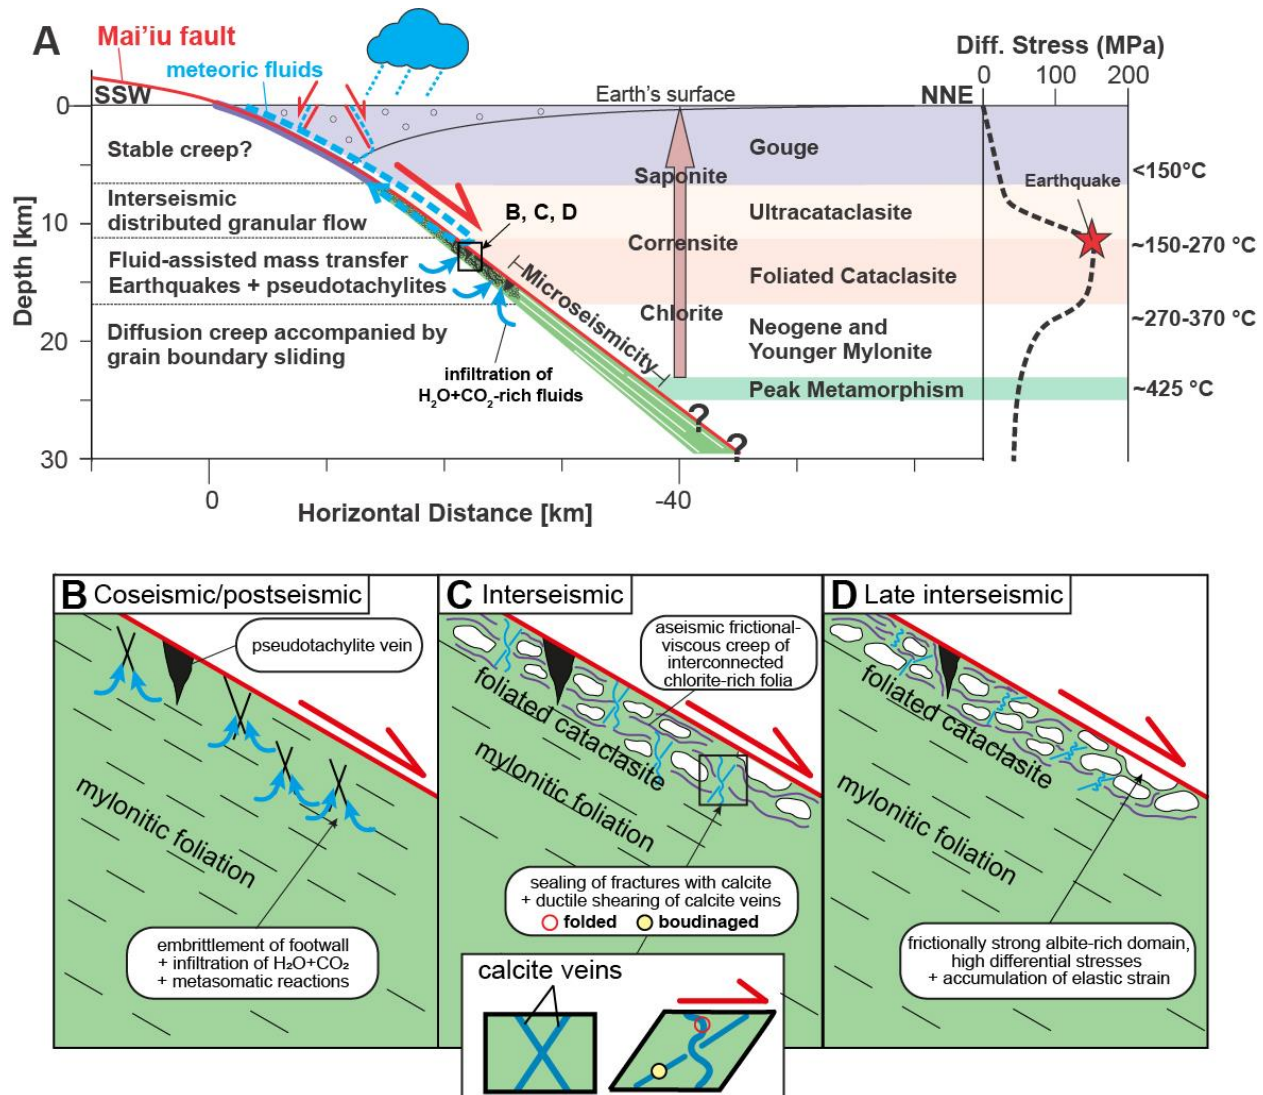 A
Mai'iu fault
meteoric fluids
SSW
Earth's surface
NNE
Diff. Stress (MPa)
0 100 200
Depth [km]
0
10
20
30
Stable creep?
Interseismic
distributed granular flow
Fluid-assisted mass transfer
Earthquakes + pseudotachylites
Diffusion creep accompanied by
grain boundary sliding
B, C, D
Microseismicity
infiltration of
H₂O+CO₂-rich fluids
Saponite
Corrensite
Chlorite
Gouge
Ultracataclasite
Foliated Cataclasite
Neogene and
Younger Mylonite
Peak Metamorphism
Earthquake
<150°C
~150-270 °C
~270-370 °C
~425 °C
?
?
0
-40
Horizontal Distance [km]
B Coseismic/postseismic
pseudotachylite vein
mylonitic foliation
embrittlement of footwall
+ infiltration of H₂O+CO₂
+ metasomatic reactions
C Interseismic
aseismic frictional-
viscous creep of
interconnected
chlorite-rich folia
foliated cataclasite
mylonitic foliation
sealing of fractures with calcite
+ ductile shearing of calcite veins
folded boudinaged
calcite veins
D Late interseismic
foliated cataclasite
mylonitic foliation
frictionally strong albite-rich domain,
high differential stresses
+ accumulation of elastic strain